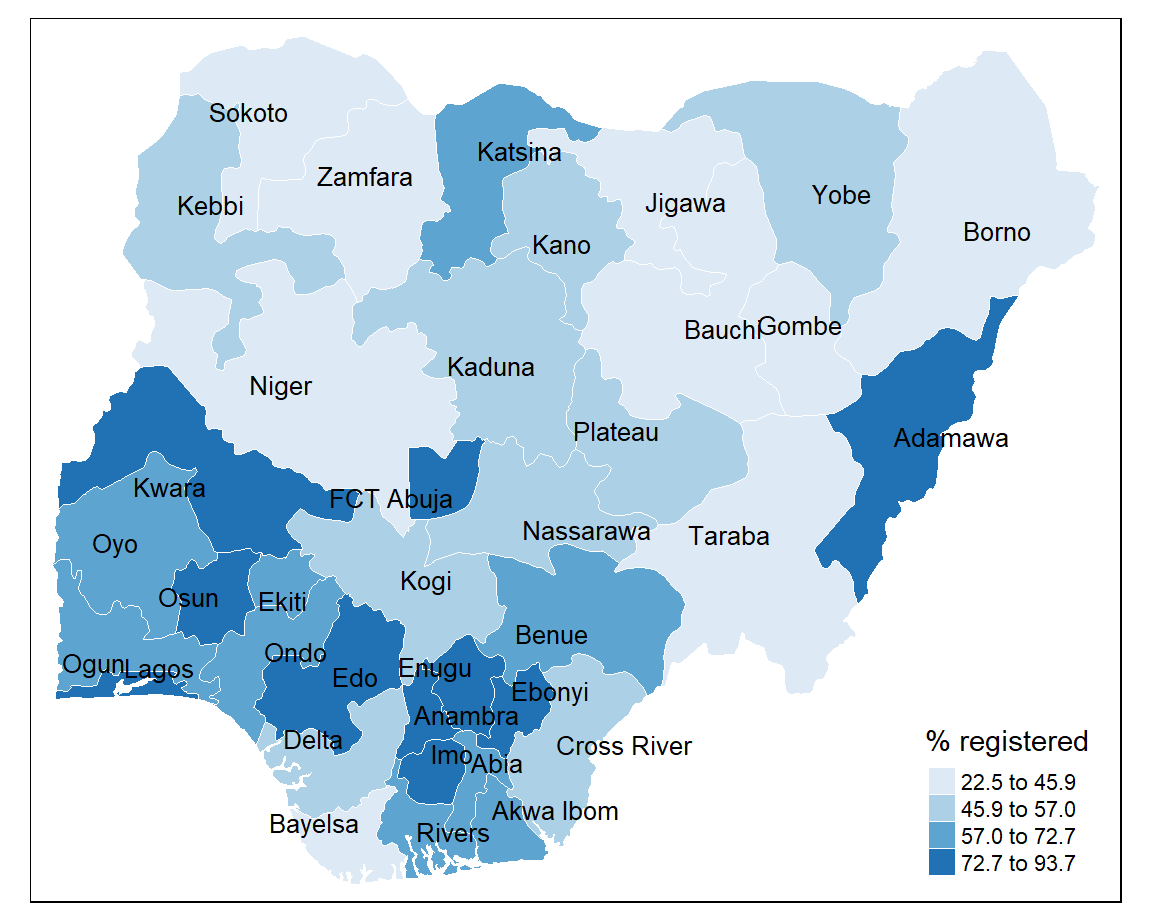 Sokoto
Katsina
Zamfara
Kebbi
Jigawa
Yobe
Kano
Borno
Bauchi
Gombe
Kaduna
Niger
Plateau
Adamawa
Kwara
FCT Abuja
Nassarawa
Taraba
Oyo
Kogi
Osun
Ekiti
Benue
Ondo
Ogun
Lagos
Enugu
Edo
Ebonyi
Anambra
Delta
Cross River
Imo
Abia
Akwa Ibom
Bayelsa
Rivers
% registered
22.5 to 45.9
45.9 to 57.0
57.0 to 72.7
72.7 to 93.7